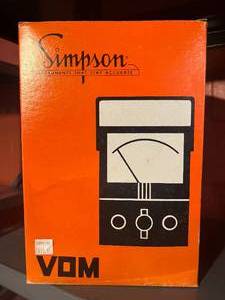 Simpson
INSTRUMENTS THAT STAY ACCURATE
VOM